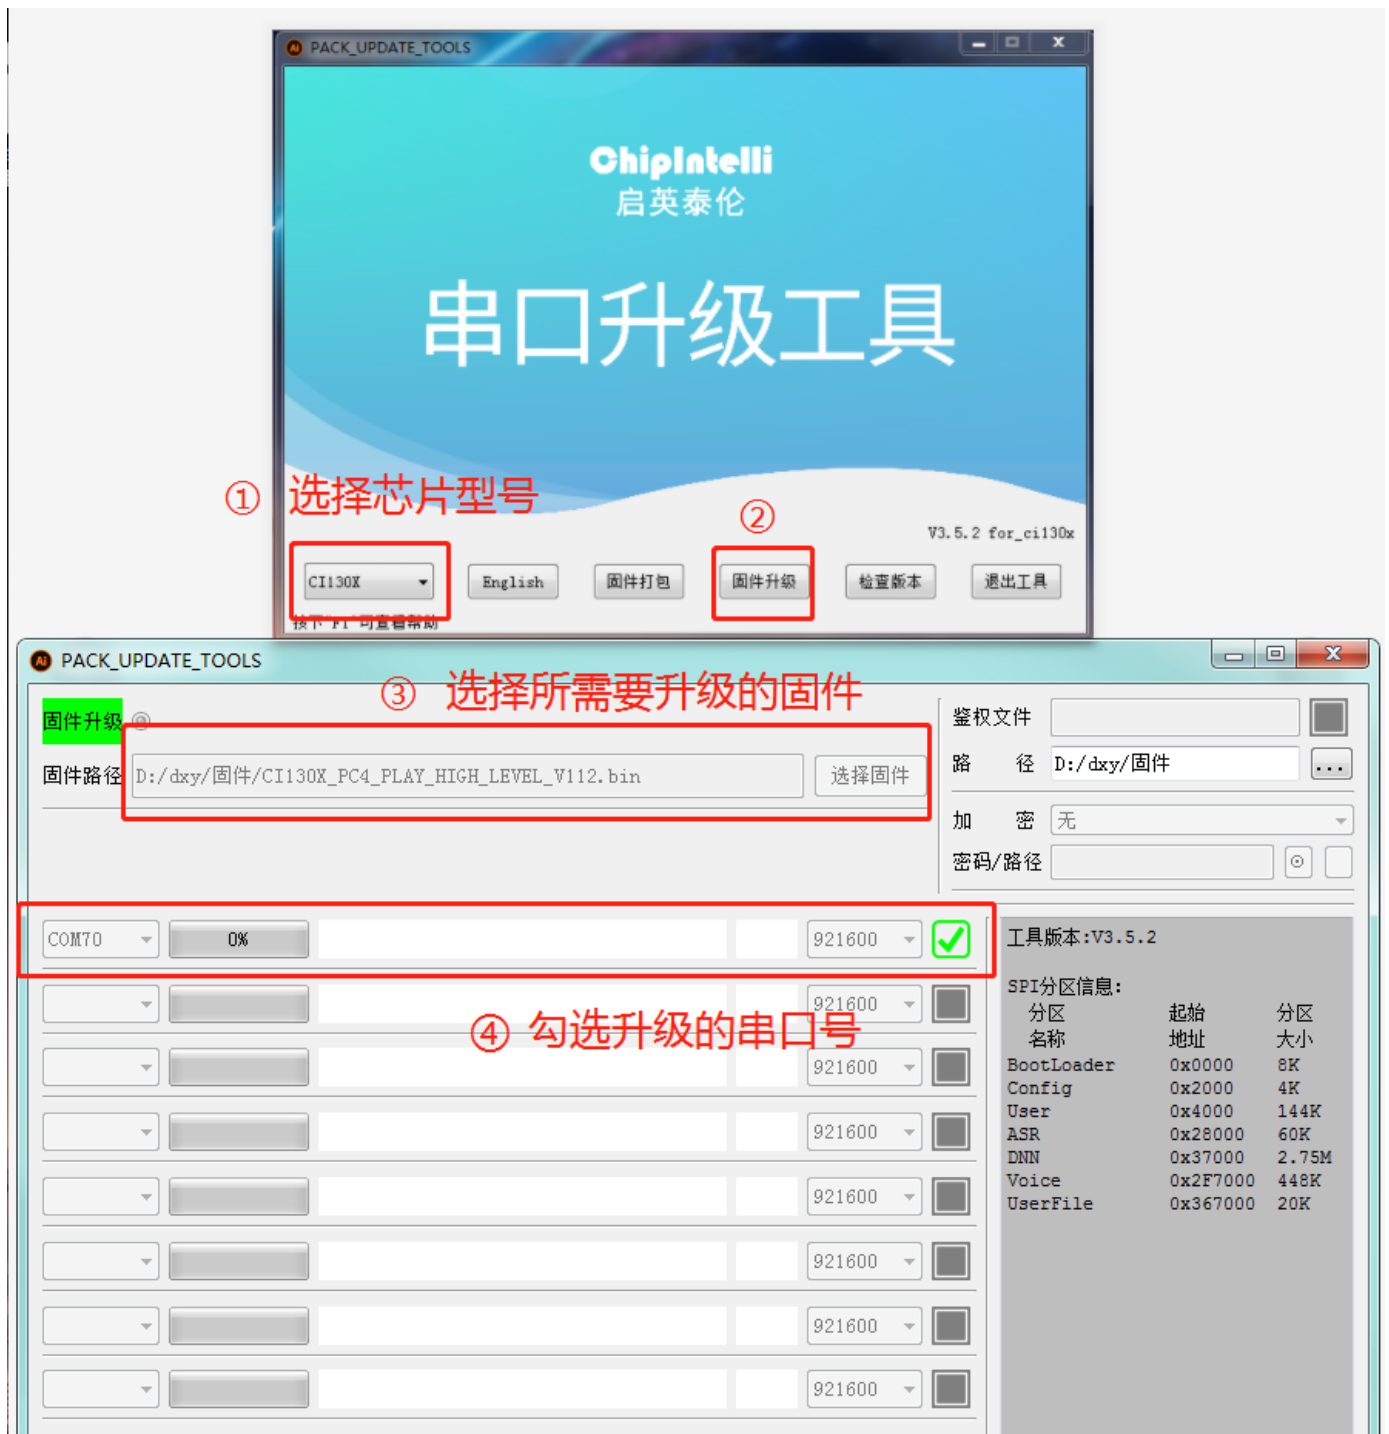 PACK_UPDATE_TOOLS
ChipIntelli
启英泰伦
串口升级工具
① 选择芯片型号
②
V3.5.2 for_ci130x
CI130X English 固件打包 固件升级 检查版本 退出工具
按下"F1"可查看帮助
PACK_UPDATE_TOOLS
③ 选择所需要升级的固件
固件升级
固件路径 D:/dxy/固件/CI130X_PC4_PLAY_HIGH_LEVEL_V112.bin 选择固件
鉴权文件
路 径 D:/dxy/固件 ...
加 密 无
密码/路径
COM70 0% 921600
921600
④ 勾选升级的串口号
921600
921600
921600
921600
921600
921600
工具版本:V3.5.2
SPI分区信息:
分区 起始 分区
名称 地址 大小
BootLoader 0x0000 8K
Config 0x2000 4K
User 0x4000 144K
ASR 0x28000 60K
DNN 0x37000 2.75M
Voice 0x2F7000 448K
UserFile 0x367000 20K